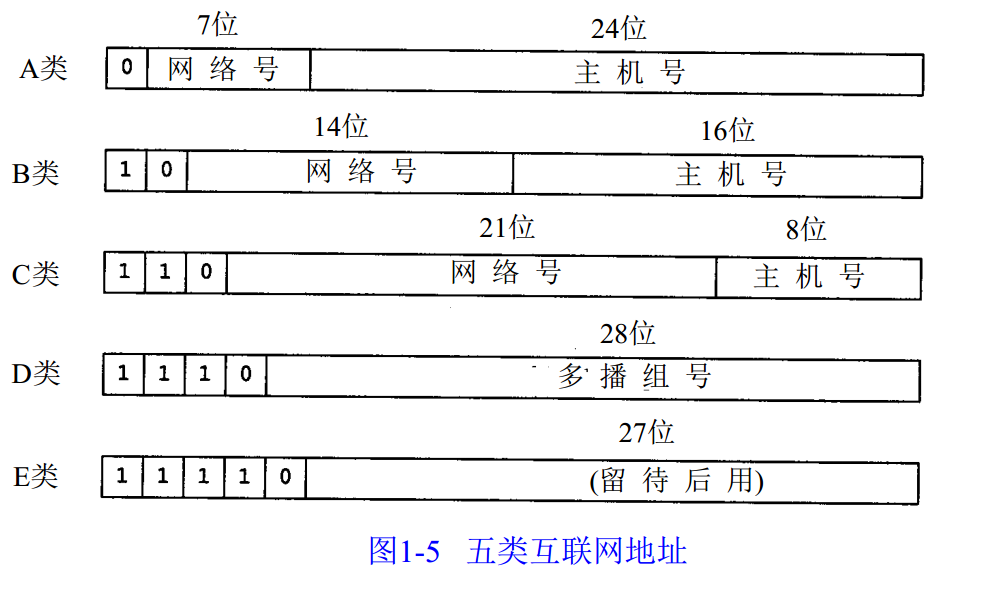 7位 24位
A类 0 网络号 主机号
14位 16位
B类 1 0 网络号 主机号
21位 8位
C类 1 1 0 网络号 主机号
28位
D类 1 1 1 0 多播组号
27位
E类 1 1 1 1 0 (留待后用)
图1-5 五类互联网地址